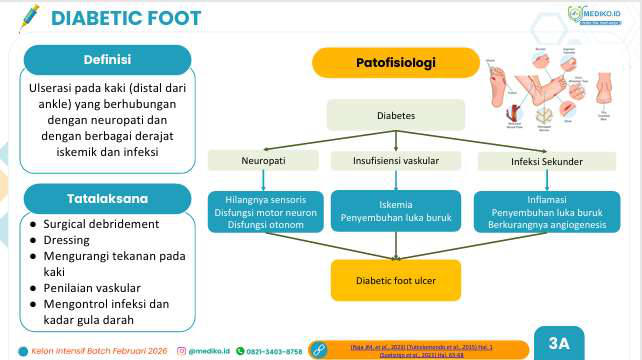 DIABETIC FOOT
MEDIKO.ID
Definisi
Ulserasi pada kaki (distal dari
ankle) yang berhubungan
dengan neuropati dan
dengan berbagai derajat
iskemik dan infeksi
Tatalaksana
● Surgical debridement
● Dressing
● Mengurangi tekanan pada
kaki
● Penilaian vaskular
● Mengontrol infeksi dan
kadar gula darah
Patofisiologi
Diabetes
Neuropati
Insufisiensi vaskular
Infeksi Sekunder
Hilangnya sensoris
Disfungsi motor neuron
Disfungsi otonom
Iskemia
Penyembuhan luka buruk
Inflamasi
Penyembuhan luka buruk
Berkurangnya angiogenesis
Diabetic foot ulcer
Kelan Intensif Batch Februari 2026
@mediko.id
0821-3403-8758
3A